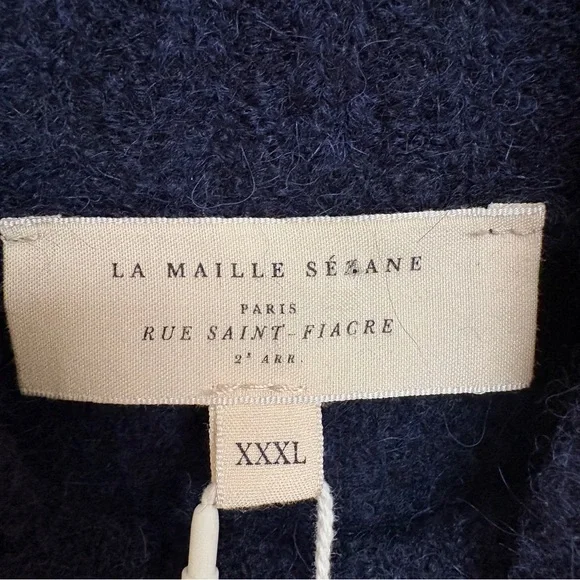 LA MAILLE SÉZANE
PARIS
RUE SAINT-FIACRE
2e ARR.
XXXL